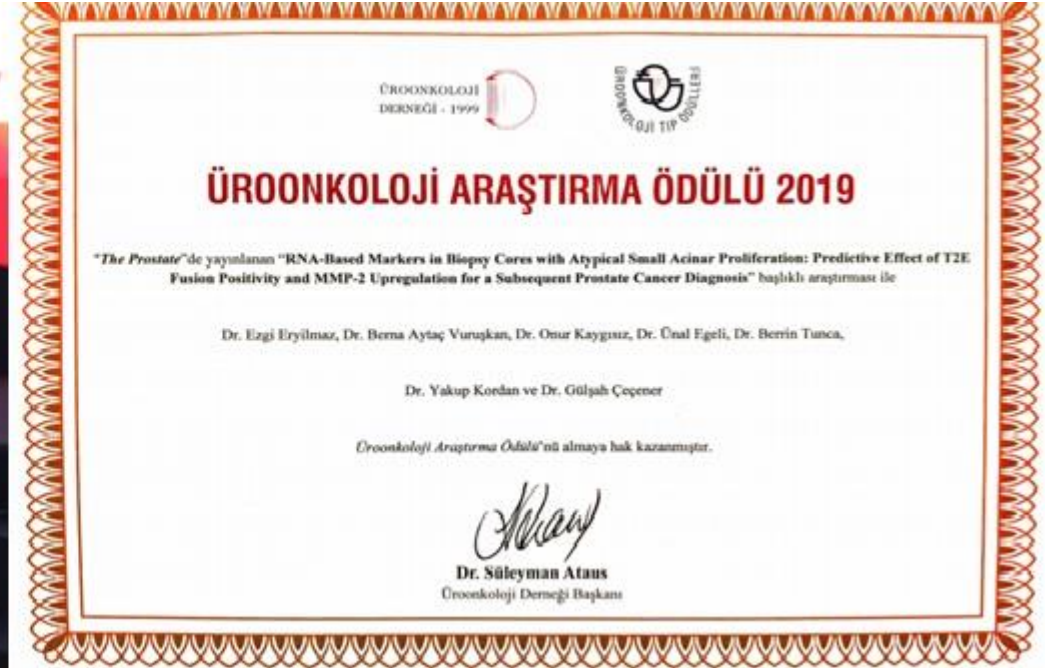 ÜROONKOLOJİ
DERNEĞİ - 1999
ÜROONKOLOJİ TIP ÖDÜLLERİ
ÜROONKOLOJİ ARAŞTIRMA ÖDÜLÜ 2019
"The Prostate"de yayınlanan "RNA-Based Markers in Biopsy Cores with Atypical Small Acinar Proliferation: Predictive Effect of T2E
Fusion Positivity and MMP-2 Upregulation for a Subsequent Prostate Cancer Diagnosis" başlıklı araştırması ile
Dr. Ezgi Eryilmaz, Dr. Berna Aytaç Vuruşkan, Dr. Onur Kaygısız, Dr. Ünal Egeli, Dr. Berrin Tunca,
Dr. Yakup Kordan ve Dr. Gülşah Çeçener
Üroonkoloji Araştırma Ödülü'nü almaya hak kazanmıştır.
Dr. Süleyman Ataus
Üroonkoloji Derneği Başkanı